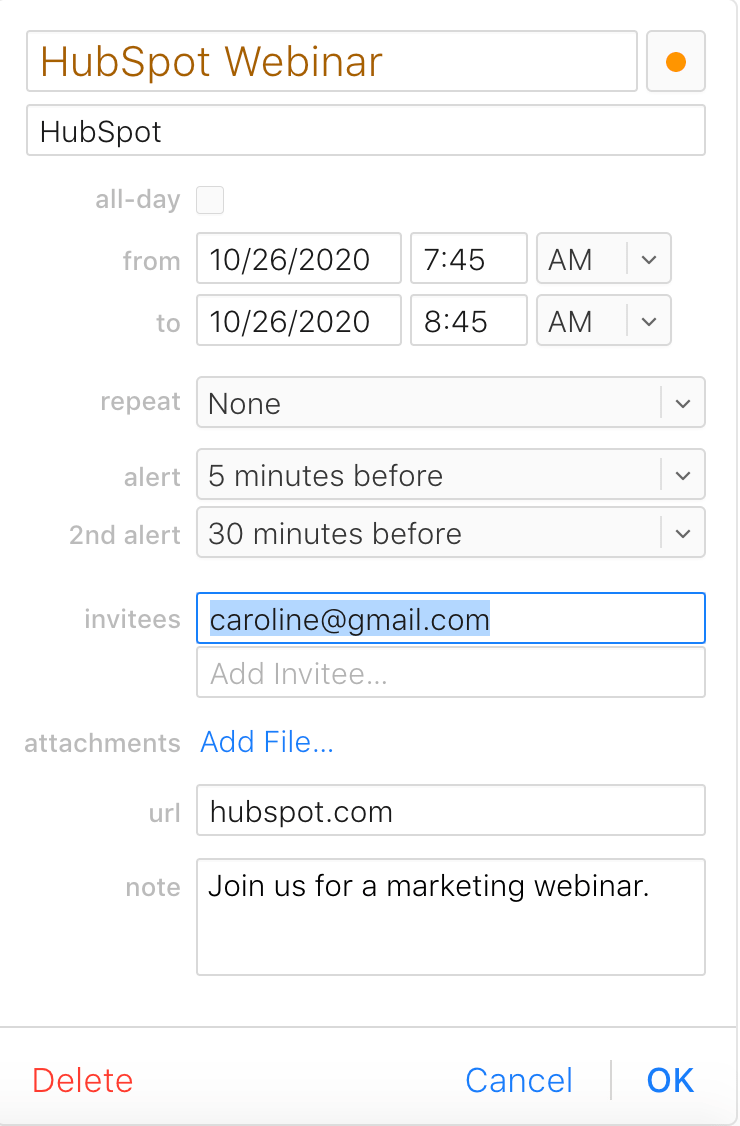 HubSpot Webinar
HubSpot
all-day
from 10/26/2020 7:45 AM
to 10/26/2020 8:45 AM
repeat None
alert 5 minutes before
2nd alert 30 minutes before
invitees caroline@gmail.com
Add Invitee...
attachments Add File...
url hubspot.com
note Join us for a marketing webinar.
Delete Cancel OK